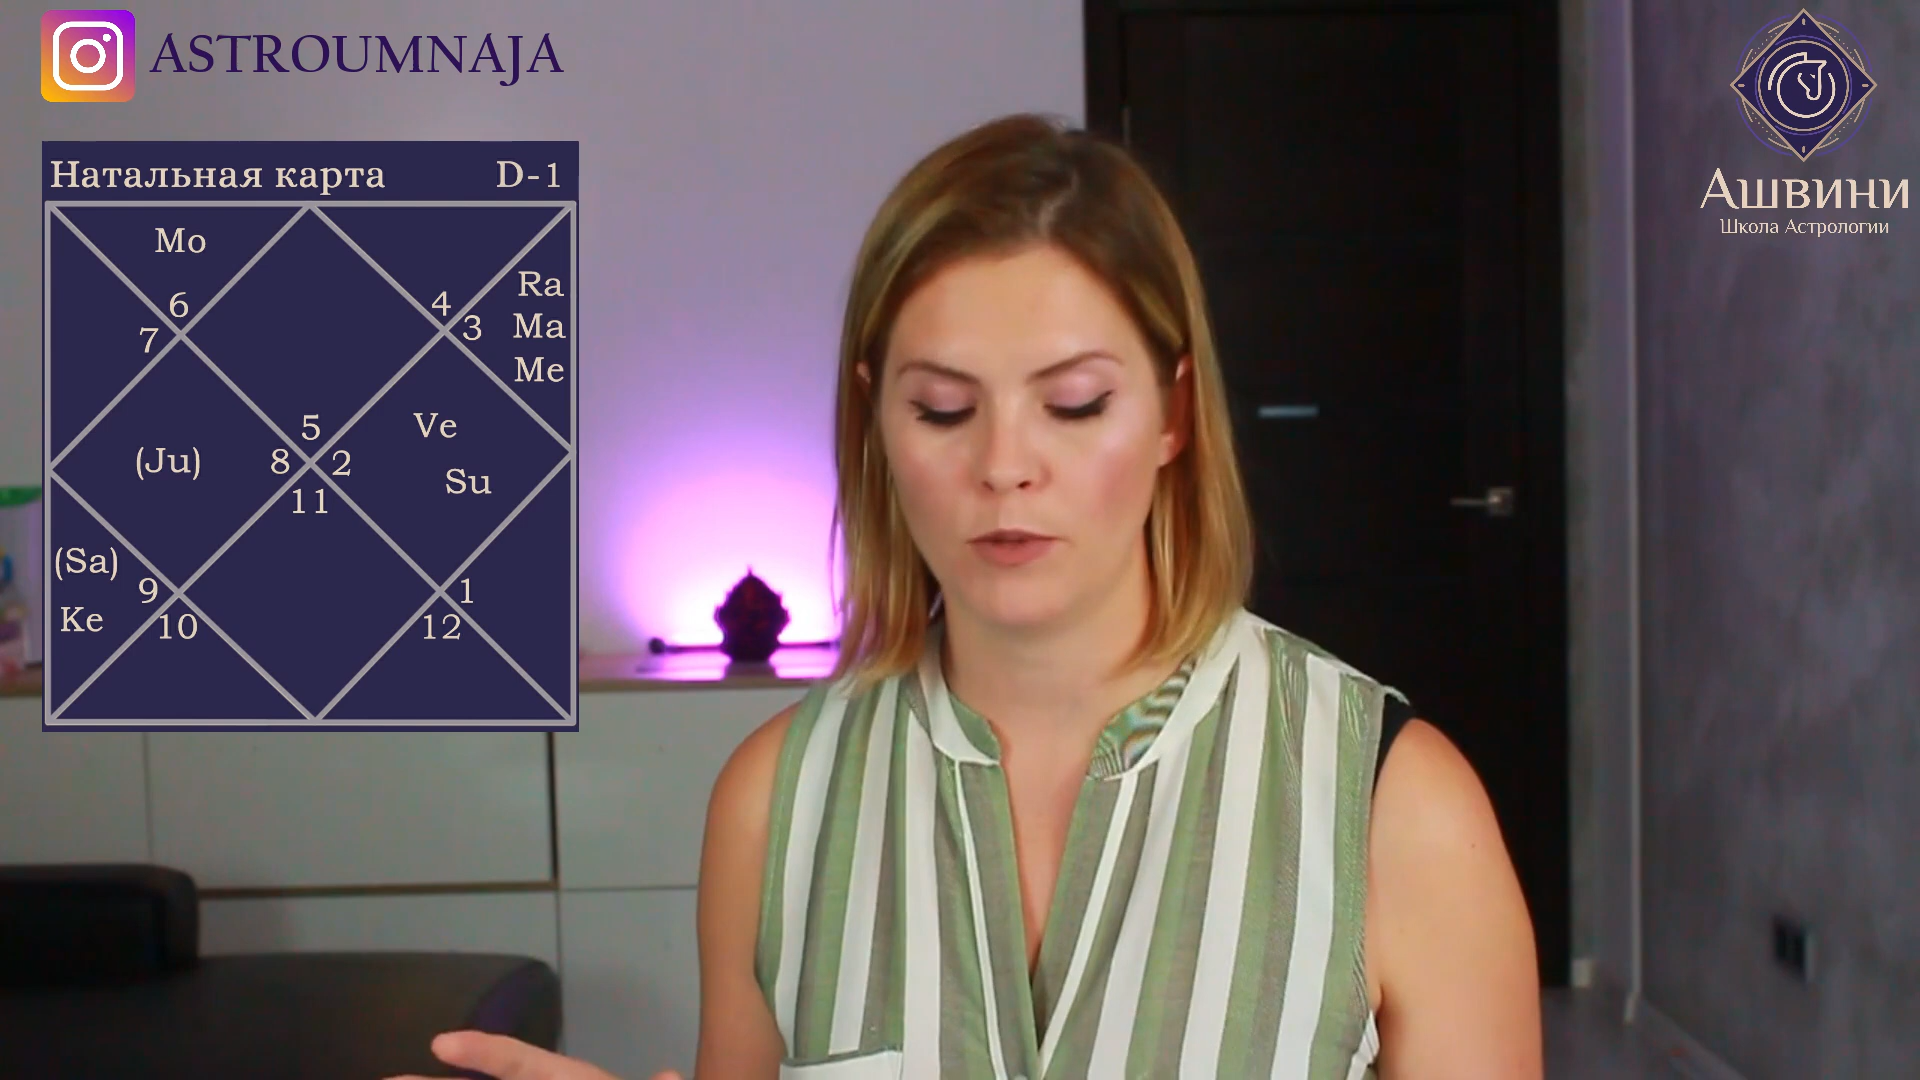 ASTROUMNAJA
Ашвини
Школа Астрологии
Натальная карта D-1
Mo
Ra
Ma
Me
6
7
4
3
5
8
2
11
Ve
Su
(Ju)
(Sa)
Ke
9
10
1
12